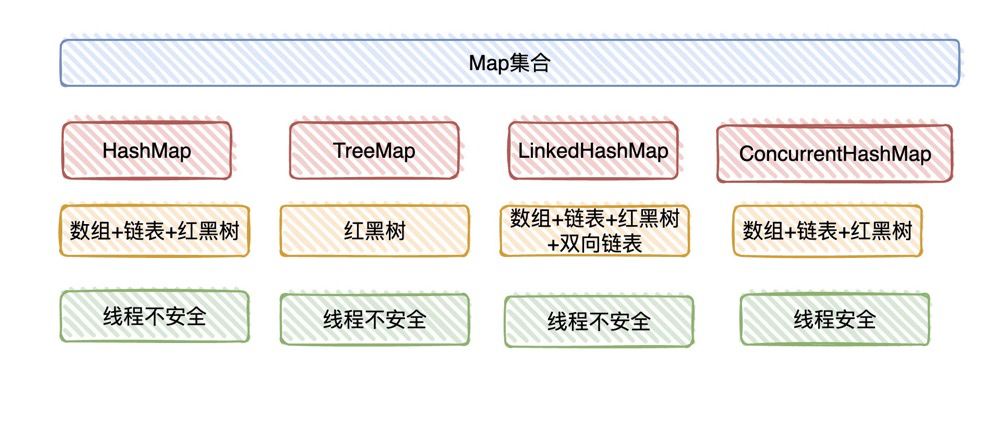 Map集合
HashMap
TreeMap
LinkedHashMap
ConcurrentHashMap
数组+链表+红黑树
红黑树
数组+链表+红黑树
+双向链表
数组+链表+红黑树
线程不安全
线程不安全
线程不安全
线程安全